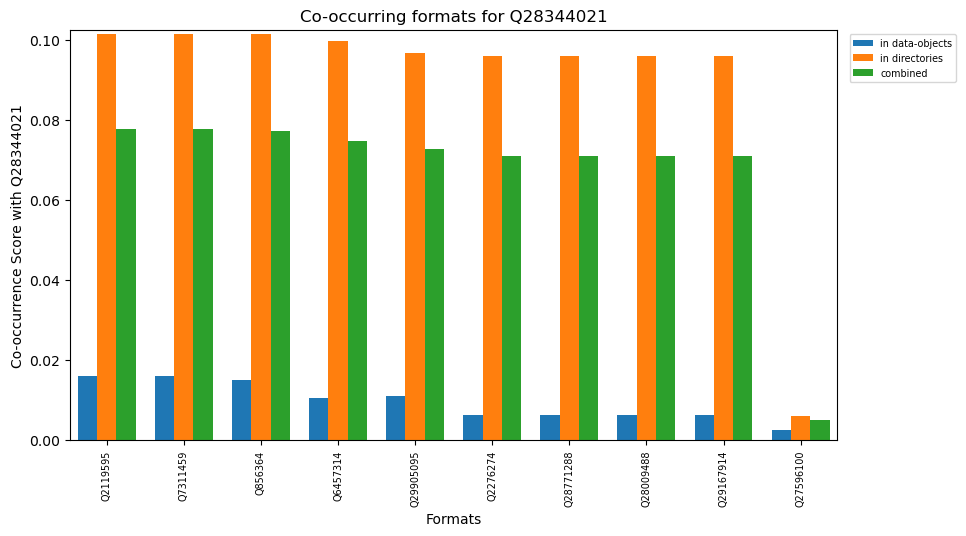 Co-occurring formats for Q28344021
in data-objects
in directories
combined
Co-occurrence Score with Q28344021
0.10
0.08
0.06
0.04
0.02
0.00
Q2119595
Q7311459
Q856364
Q6457314
Q29905095
Q2276274
Q28771288
Q28009488
Q29167914
Q27596100
Formats